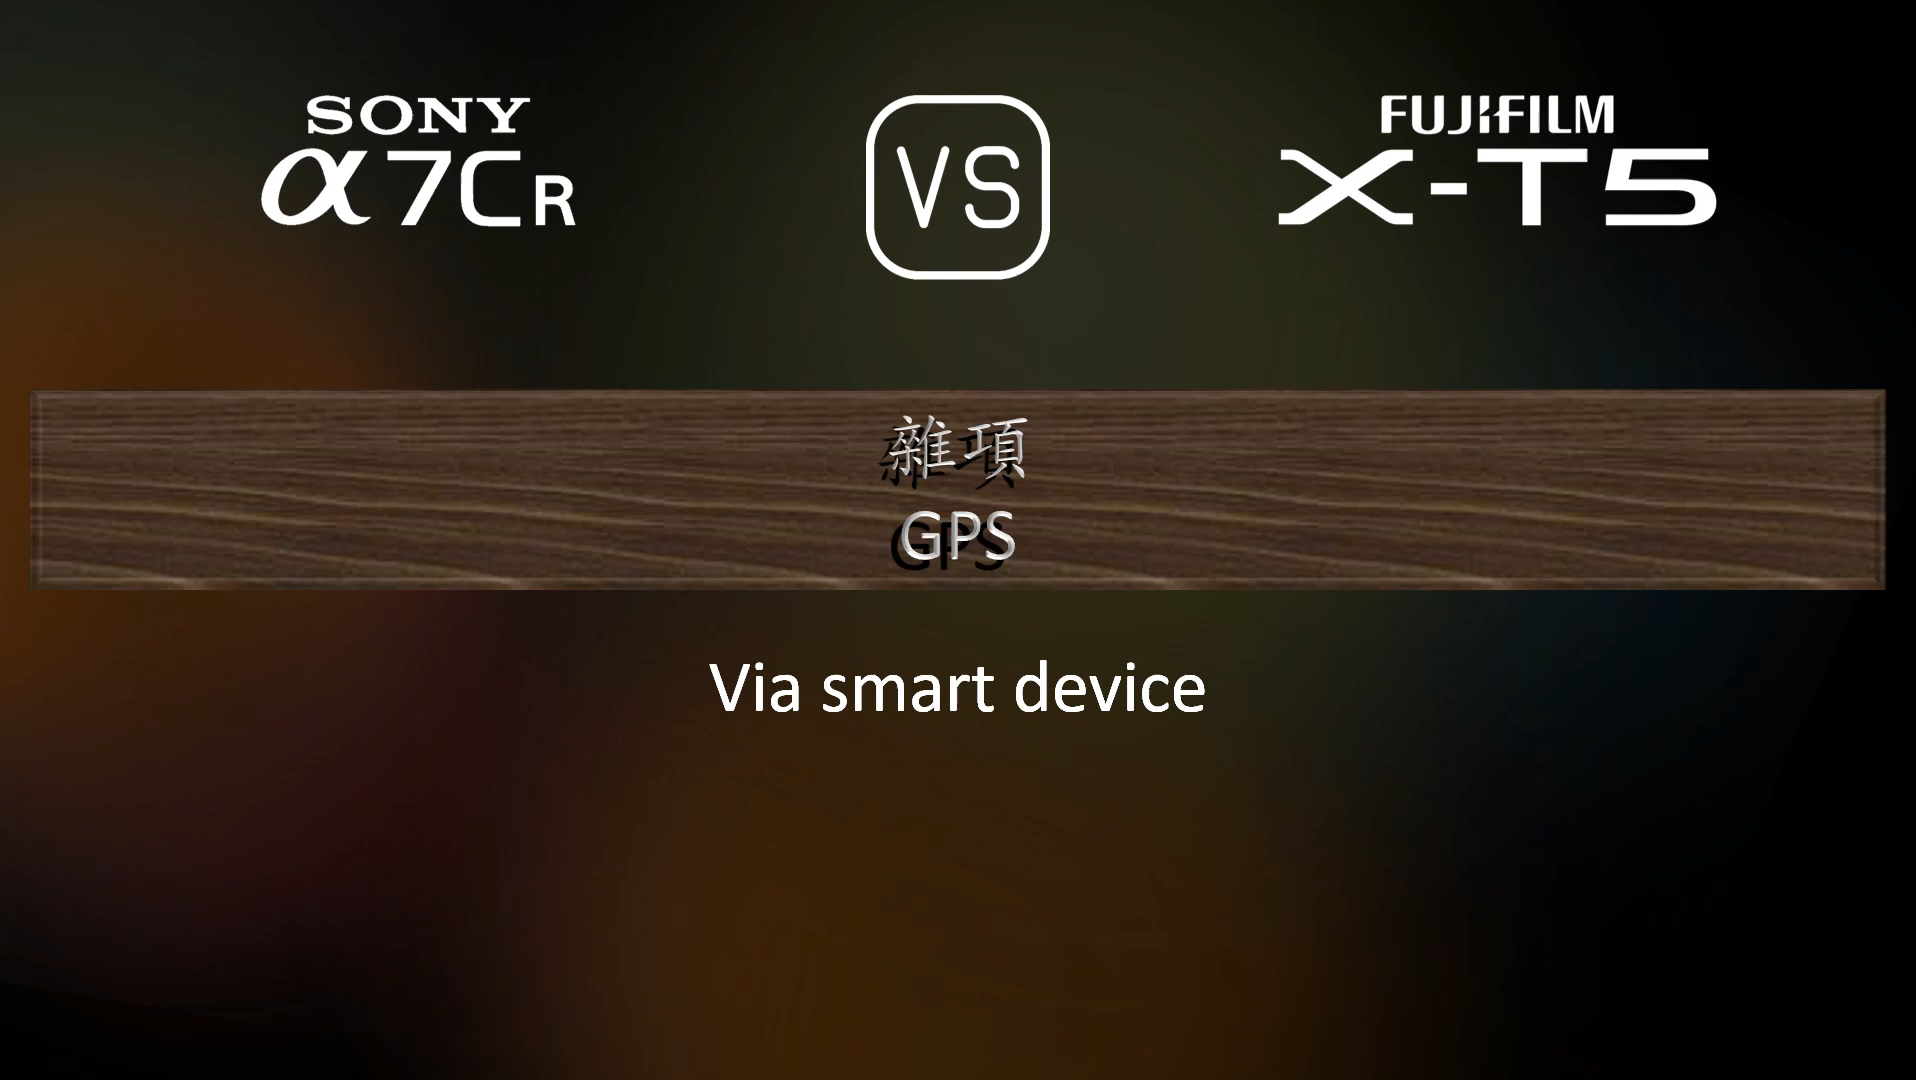 SONY
α7CR
VS
FUJIFILM
X-T5
雜項
GPS
Via smart device